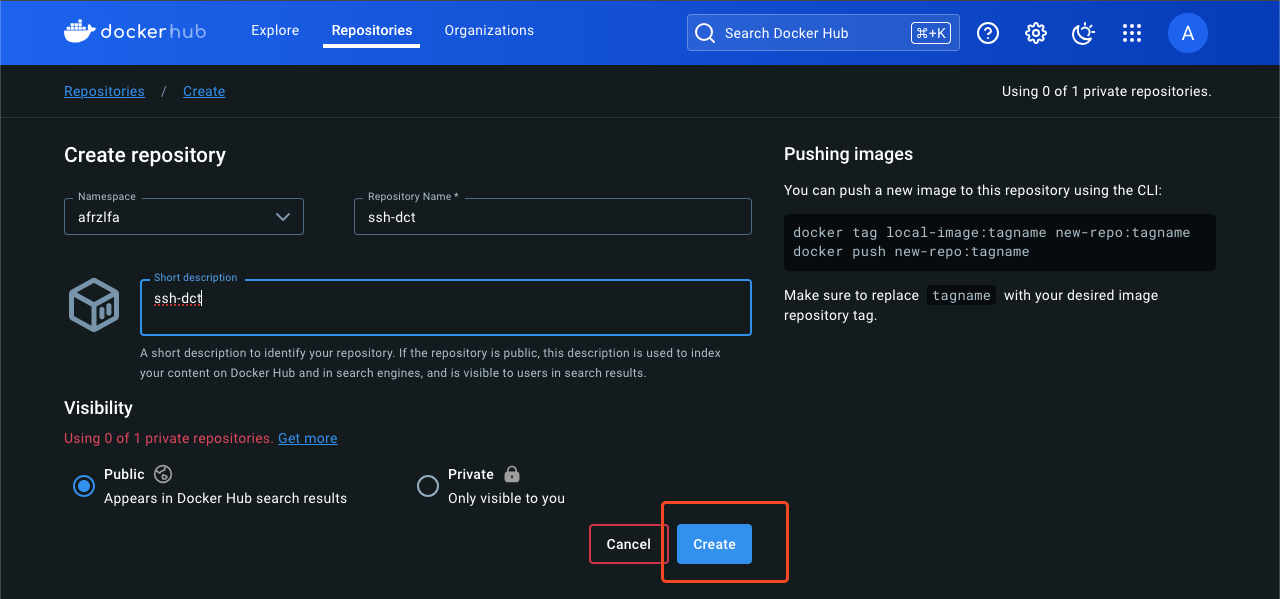 dockerhub
Explore
Repositories
Organizations
Search Docker Hub
⌘+K
A
Repositories / Create
Using 0 of 1 private repositories.
Create repository
Namespace
afrzlfa
Repository Name *
ssh-dct
Short description
ssh-dct
A short description to identify your repository. If the repository is public, this description is used to index
your content on Docker Hub and in search engines, and is visible to users in search results.
Visibility
Using 0 of 1 private repositories. Get more
Public
Appears in Docker Hub search results
Private
Only visible to you
Cancel
Create
Pushing images
You can push a new image to this repository using the CLI:
docker tag local-image:tagname new-repo:tagname
docker push new-repo:tagname
Make sure to replace tagname with your desired image
repository tag.